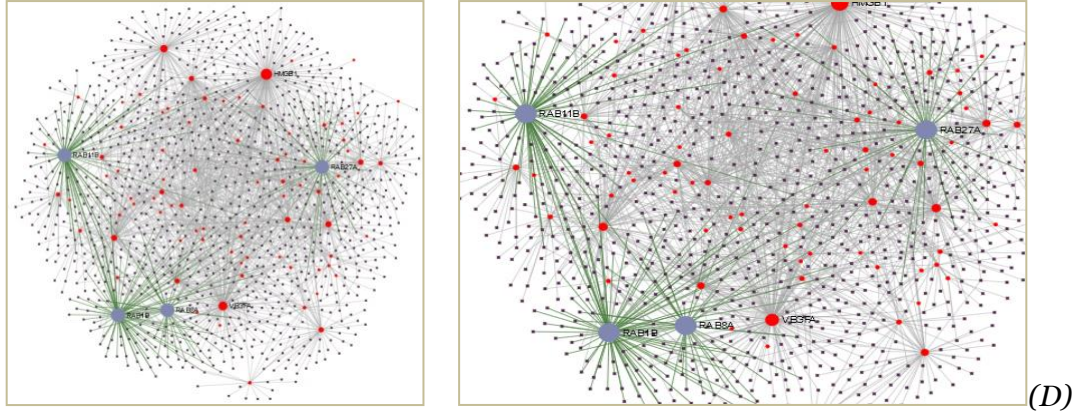 HMGB1
RAB11B
RAB27A
RAB1B
RAB8A
VEGFA
HMGB1
RAB11B
RAB27A
RAB1B
RAB8A
VEGFA
(D)